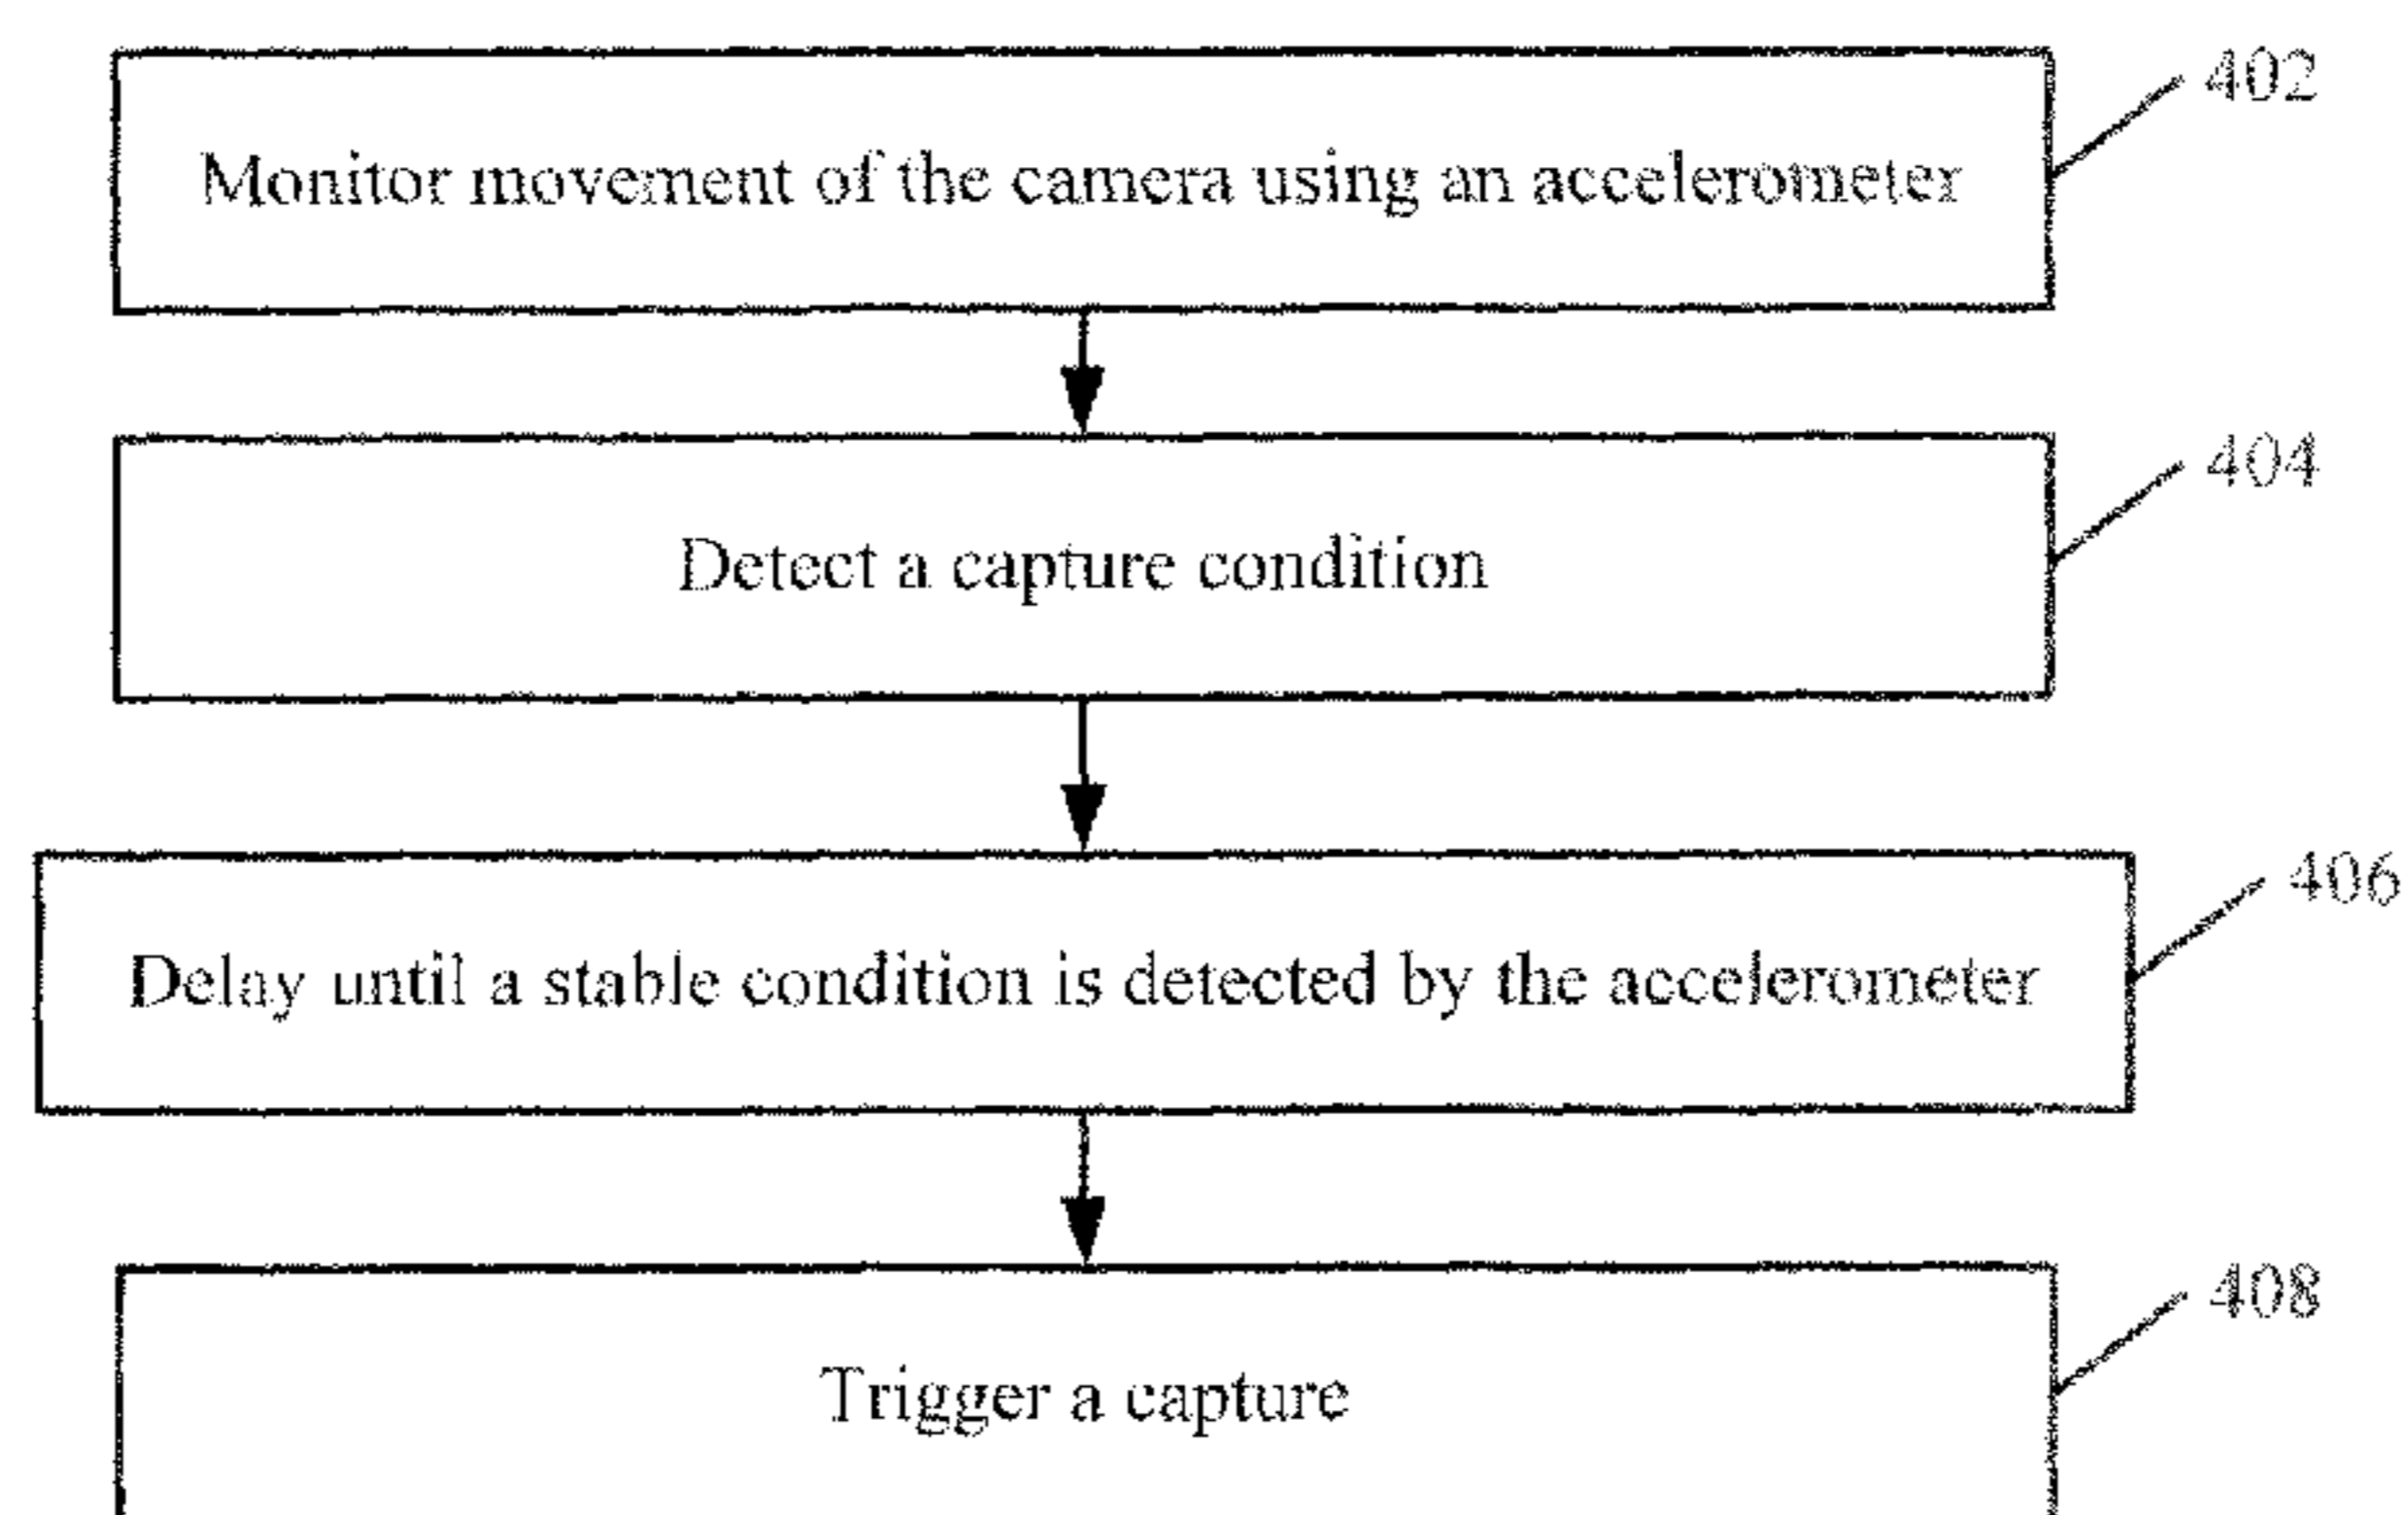 402
Monitor movement of the camera using an accelerometer
404
Detect a capture condition
406
Delay until a stable condition is detected by the accelerometer
408
Trigger a capture